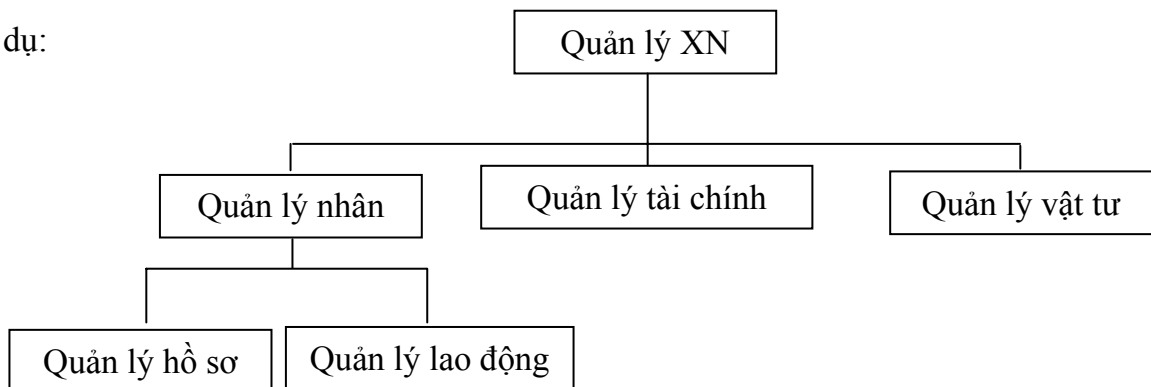 dụ:
Quản lý XN
Quản lý nhân
Quản lý tài chính
Quản lý vật tư
Quản lý hồ sơ
Quản lý lao động